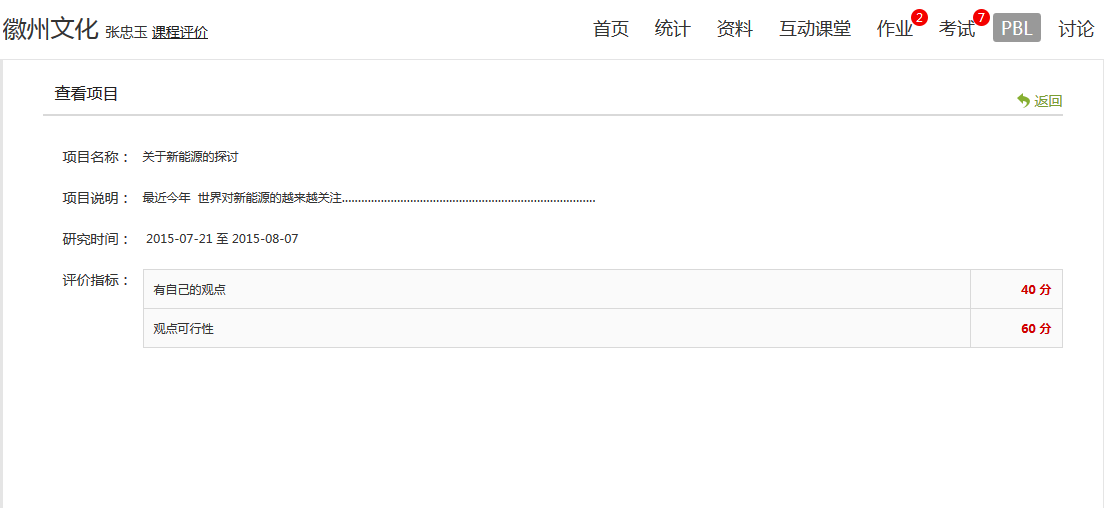 徽州文化 张忠玉 课程评价 首页 统计 资料 互动课堂 作业 2 考试 7 PBL 讨论
查看项目
返回
项目名称： 关于新能源的探讨
项目说明： 最近今年 世界对新能源的越来越关注..............................................................................
研究时间： 2015-07-21 至 2015-08-07
评价指标： 有自己的观点 40 分
观点可行性 60 分